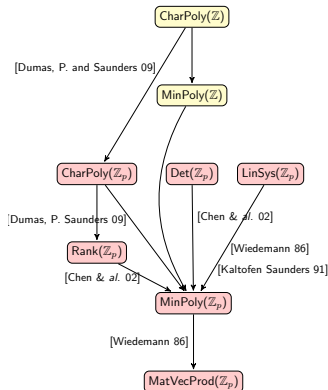 CharPoly(ℤ)
[Dumas, P. and Saunders 09]
MinPoly(ℤ)
CharPoly(ℤₚ)
Det(ℤₚ)
LinSys(ℤₚ)
[Dumas, P. Saunders 09]
[Chen & al. 02]
Rank(ℤₚ)
[Wiedemann 86]
[Chen & al. 02]
[Kaltofen Saunders 91]
MinPoly(ℤₚ)
[Wiedemann 86]
MatVecProd(ℤₚ)